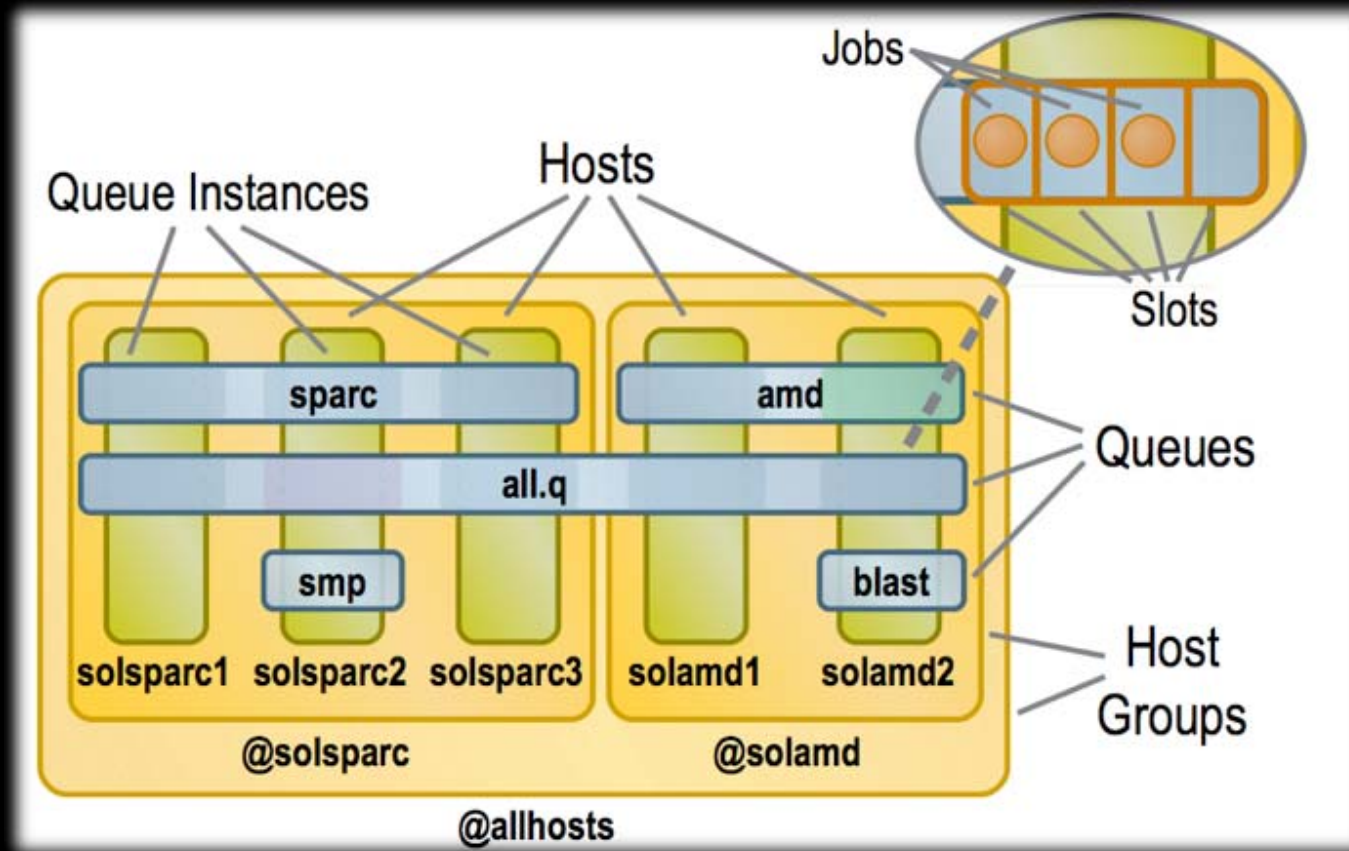 Jobs
Queue Instances
Hosts
Slots
sparc
amd
Queues
all.q
smp
blast
solsparc1
solsparc2
solsparc3
solamd1
solamd2
Host
Groups
@solsparc
@solamd
@allhosts